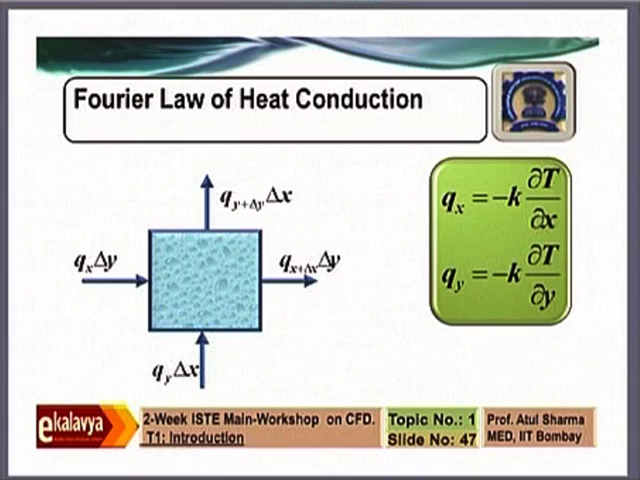 Fourier Law of Heat Conduction
q_{y+Δy}Δx
q_xΔy
q_{x+Δx}Δy
q_yΔx
q_x = -k ∂T/∂x
q_y = -k ∂T/∂y
ekalavya
2-Week ISTE Main-Workshop on CFD.
T1: Introduction
Topic No.: 1
Slide No: 47
Prof. Atul Sharma
MED, IIT Bombay